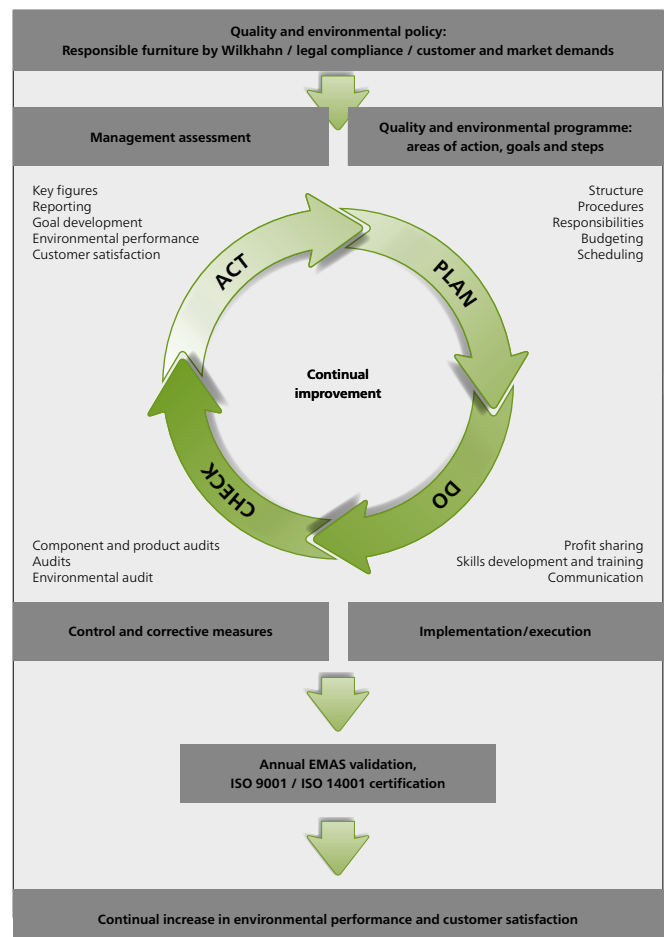 Quality and environmental policy:
Responsible furniture by Wilkhahn / legal compliance / customer and market demands
Management assessment
Quality and environmental programme:
areas of action, goals and steps
Key figures
Reporting
Goal development
Environmental performance
Customer satisfaction
Structure
Procedures
Responsibilities
Budgeting
Scheduling
ACT
PLAN
Continual
improvement
CHECK
DO
Component and product audits
Audits
Environmental audit
Profit sharing
Skills development and training
Communication
Control and corrective measures
Implementation/execution
Annual EMAS validation,
ISO 9001 / ISO 14001 certification
Continual increase in environmental performance and customer satisfaction